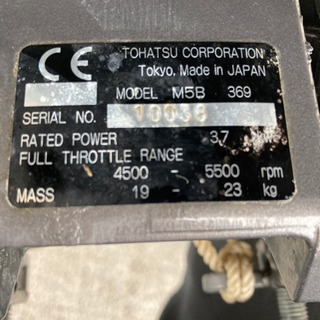 CE
TOHATSU CORPORATION
Tokyo. Made in JAPAN
MODEL M5B 369
SERIAL NO.
RATED POWER 3.7
FULL THROTTLE RANGE
4500 - 5500 rpm
MASS 19 - 23 kg